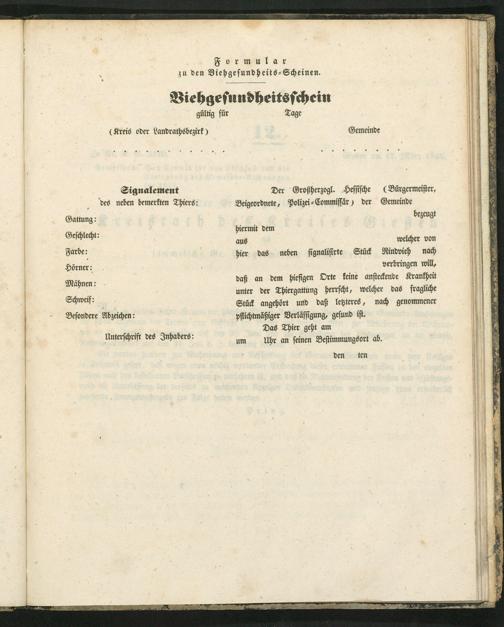 Formular
zu den Viehgesundheits-Scheinen.
Viehgesundheitsschein
gültig für Tage
(Kreis oder Landrathsbezirk) Gemeinde
Signalement
des neben bemerkten Thiers:
Gattung:
Geschlecht:
Farbe:
Hörner:
Mähnen:
Schweif:
Besondere Abzeichen:
Unterschrift des Inhabers:
Der Großherzogl. Hessische (Bürgermeister,
Beigeordnete, Polizei-Commissär) der Gemeinde
bezeugt
hiermit dem
aus welcher von
hier das neben signalisirte Stück Rindvieh nach
verbringen will,
daß an dem hiesigen Orte keine ansteckende Krankheit
unter der Thiergattung herrscht, welcher das fragliche
Stück angehört und daß letzteres, nach genommener
pflichtmäßiger Verlässigung, gesund ist.
Das Thier geht am
um Uhr an seinen Bestimmungsort ab.
den ten